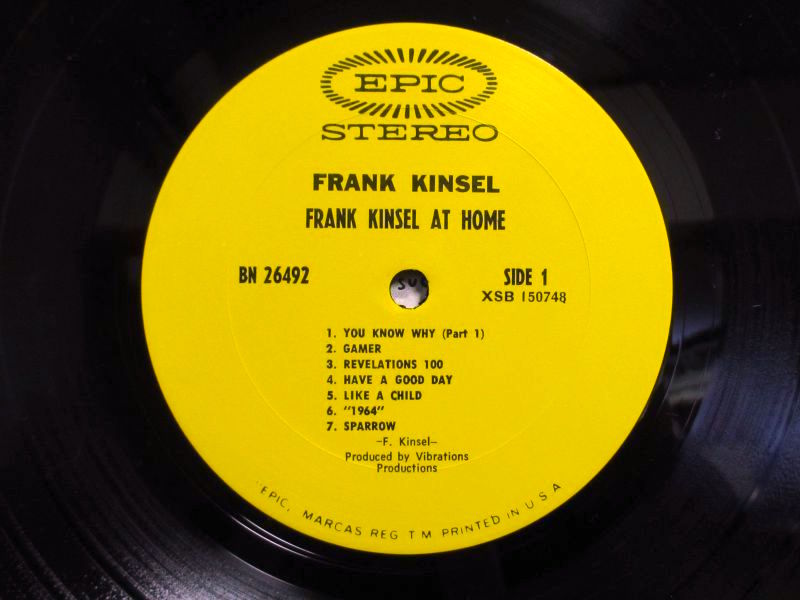 EPIC
STEREO
FRANK KINSEL
FRANK KINSEL AT HOME
BN 26492
SIDE 1
XSB 150748
1. YOU KNOW WHY (Part 1)
2. GAMER
3. REVELATIONS 100
4. HAVE A GOOD DAY
5. LIKE A CHILD
6. "1964"
7. SPARROW
-F. Kinsel-
Produced by Vibrations
Productions
EPIC, MARCAS REG T M PRINTED IN U S A